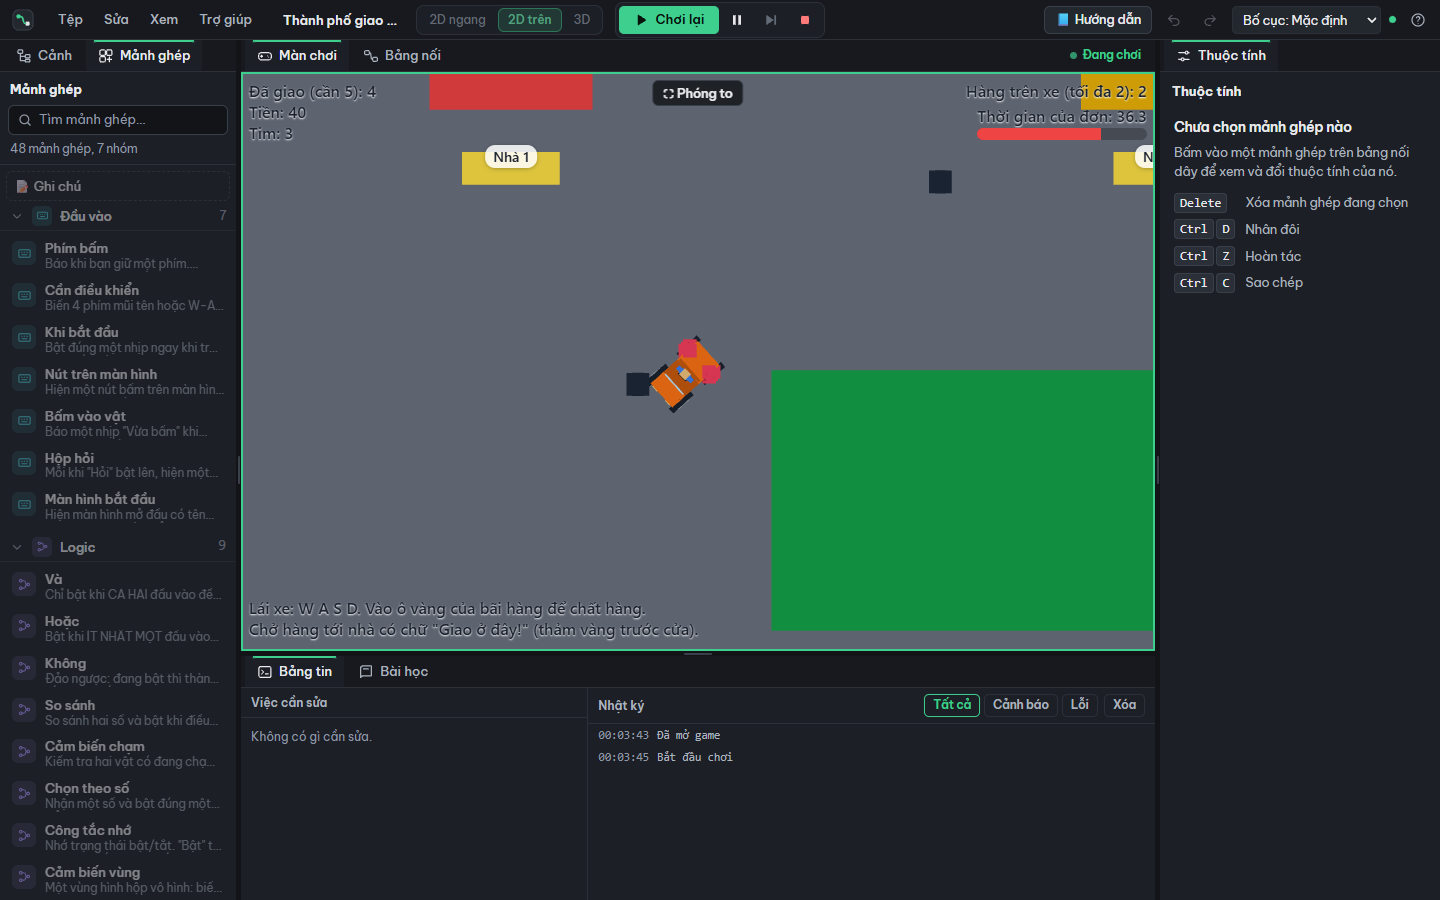 Tệp Sửa Xem Trợ giúp Thành phố giao ... 2D ngang 2D trên 3D Chơi lại Hướng dẫn Bố cục: Mặc định
Cảnh Mảnh ghép
Mảnh ghép
Tìm mảnh ghép...
48 mảnh ghép, 7 nhóm
Ghi chú
Đầu vào 7
Phím bấm
Báo khi bạn giữ một phím....
Cần điều khiển
Biến 4 phím mũi tên hoặc W-A...
Khi bắt đầu
Bật đúng một nhịp ngay khi tr...
Nút trên màn hình
Hiện một nút bấm trên màn hìn...
Bấm vào vật
Báo một nhịp "Vừa bấm" khi...
Hộp hỏi
Mỗi khi "Hỏi" bật lên, hiện một...
Màn hình bắt đầu
Hiện màn hình mở đầu có tên...
Logic 9
Và
Chỉ bật khi CẢ HAI đầu vào đề...
Hoặc
Bật khi ÍT NHẤT MỘT đầu vào...
Không
Đảo ngược: đang bật thì thàn...
So sánh
So sánh hai số và bật khi điều...
Cảm biến chạm
Kiểm tra hai vật có đang chạ...
Chọn theo số
Nhận một số và bật đúng một...
Công tắc nhớ
Nhớ trạng thái bật/tắt. "Bật" t...
Cảm biến vùng
Một vùng hình hộp vô hình: biế...
Màn chơi Bảng nối Đang chơi
Đã giao (cần 5): 4
Tiền: 40
Tim: 3
Phóng to
Hàng trên xe (tối đa 2): 2
Thời gian của đơn: 36.3
Nhà 1
N
Lái xe: W A S D. Vào ô vàng của bãi hàng để chất hàng.
Chở hàng tới nhà có chữ "Giao ở đây!" (thảm vàng trước cửa).
Bảng tin Bài học
Việc cần sửa
Không có gì cần sửa.
Nhật ký Tất cả Cảnh báo Lỗi Xóa
00:03:43 Đã mở game
00:03:45 Bắt đầu chơi
Thuộc tính
Thuộc tính
Chưa chọn mảnh ghép nào
Bấm vào một mảnh ghép trên bảng nối
dây để xem và đổi thuộc tính của nó.
Delete Xóa mảnh ghép đang chọn
Ctrl D Nhân đôi
Ctrl Z Hoàn tác
Ctrl C Sao chép